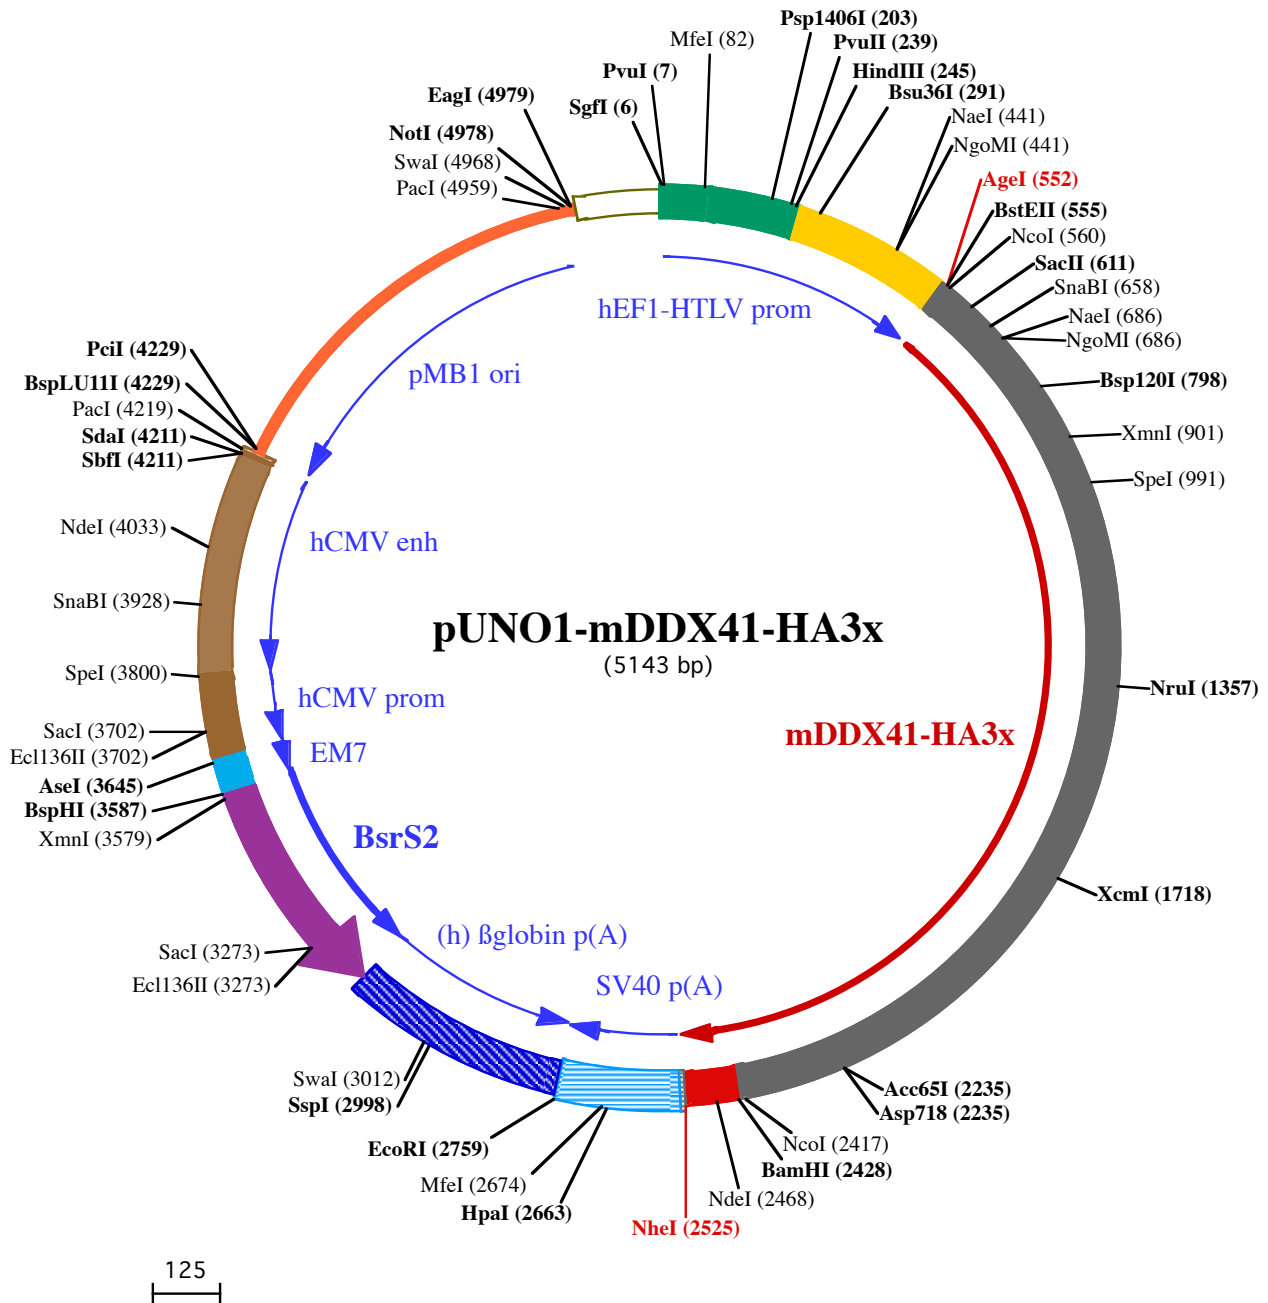 Psp1406I (203)
MfeI (82)
PvuII (239)
PvuI (7)
HindIII (245)
Bsu36I (291)
EagI (4979)
SgfI (6)
NaeI (441)
NotI (4978)
NgoMI (441)
SwaI (4968)
AgeI (552)
PacI (4959)
BstEII (555)
NcoI (560)
SacII (611)
SnaBI (658)
hEF1-HTLV prom
NaeI (686)
NgoMI (686)
PciI (4229)
pMB1 ori
BspLU11I (4229)
Bsp120I (798)
PacI (4219)
SdaI (4211)
XmnI (901)
SbfI (4211)
SpeI (991)
NdeI (4033)
hCMV enh
SnaBI (3928)
pUNO1-mDDX41-HA3x
(5143 bp)
SpeI (3800)
NruI (1357)
hCMV prom
SacI (3702)
mDDX41-HA3x
EM7
Ecl136II (3702)
AseI (3645)
BspHI (3587)
BsrS2
XmnI (3579)
XcmI (1718)
(h) ßglobin p(A)
SacI (3273)
Ecl136II (3273)
SV40 p(A)
SwaI (3012)
Acc65I (2235)
SspI (2998)
Asp718 (2235)
NcoI (2417)
EcoRI (2759)
BamHI (2428)
MfeI (2674)
NdeI (2468)
HpaI (2663)
NheI (2525)
125